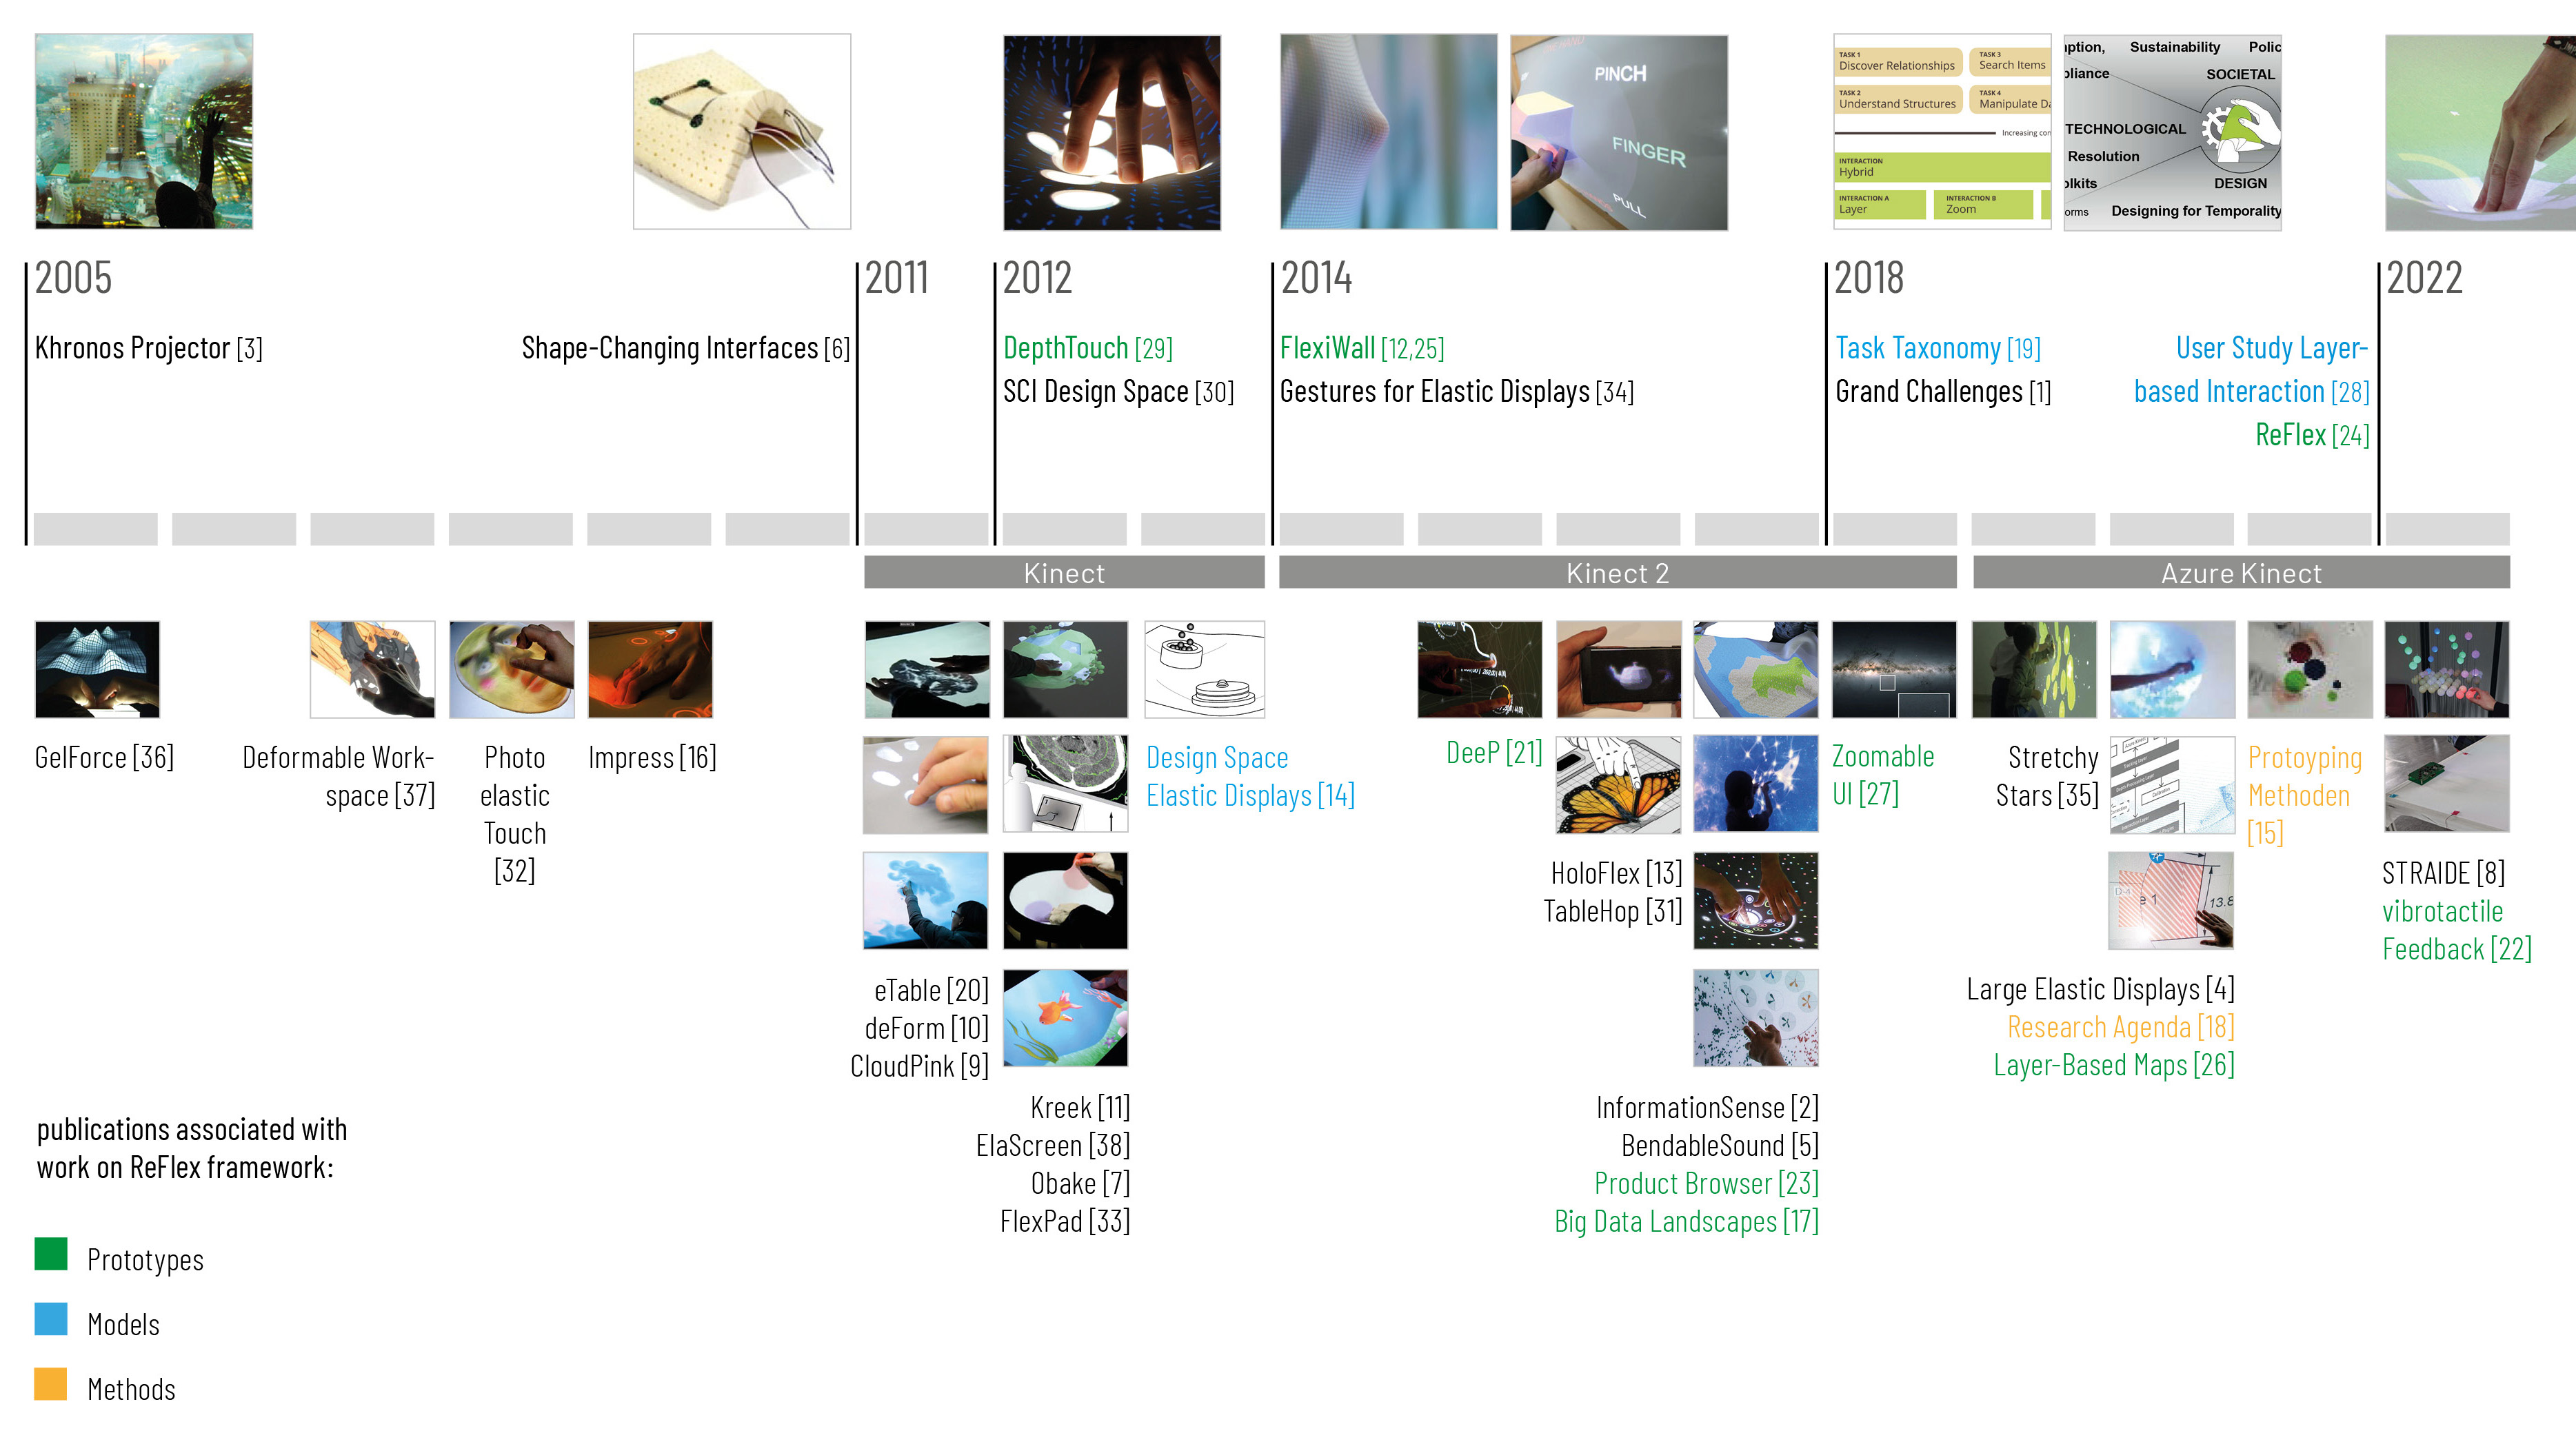 PINCH
FINGER
PULL
TASK 1
Discover Relationships
TASK 3
Search Items
TASK 2
Understand Structures
TASK 4
Manipulate Da
Increasing con
INTERACTION
Hybrid
INTERACTION A
Layer
INTERACTION B
Zoom
Sustainability
Polic
SOCIETAL
TECHNOLOGICAL
Resolution
DESIGN
Designing for Temporality
2005
2011
2012
2014
2018
2022
Khronos Projector [3]
Shape-Changing Interfaces [6]
DepthTouch [29]
SCI Design Space [30]
FlexiWall [12,25]
Gestures for Elastic Displays [34]
Task Taxonomy [19]
Grand Challenges [1]
User Study Layer-
based Interaction [28]
ReFlex [24]
Kinect
Kinect 2
Azure Kinect
GelForce [36]
Deformable Work-
space [37]
Photo
elastic
Touch
[32]
Impress [16]
eTable [20]
deForm [10]
CloudPink [9]
Kreek [11]
ElaScreen [38]
Obake [7]
FlexPad [33]
Design Space
Elastic Displays [14]
DeeP [21]
HoloFlex [13]
TableHop [31]
InformationSense [2]
BendableSound [5]
Product Browser [23]
Big Data Landscapes [17]
Zoomable
UI [27]
Stretchy
Stars [35]
Large Elastic Displays [4]
Research Agenda [18]
Layer-Based Maps [26]
Protoyping
Methoden
[15]
STRAIDE [8]
vibrotactile
Feedback [22]
publications associated with
work on ReFlex framework:
Prototypes
Models
Methods